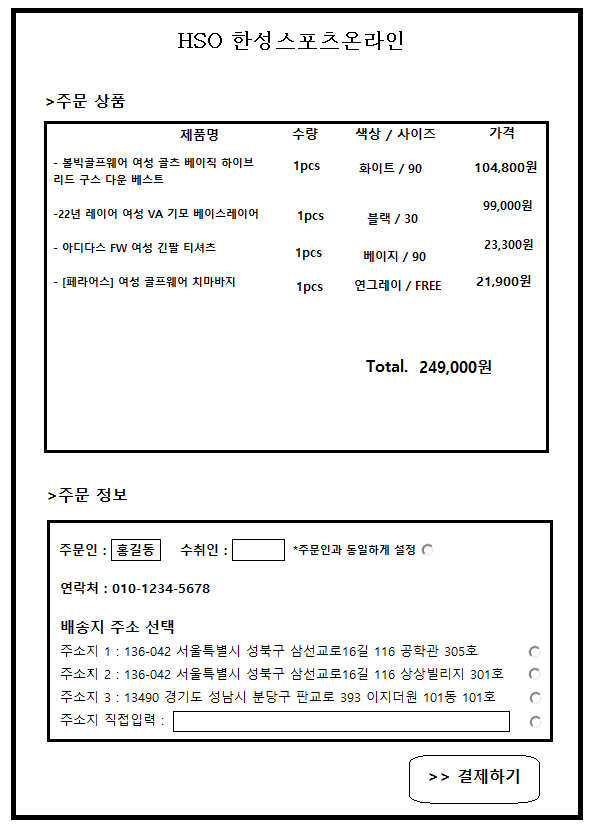 HSO 한성스포츠온라인
>주문 상품
제품명 수량 색상 / 사이즈 가격
- 볼빅골프웨어 여성 골츠 베이직 하이브
리드 구스 다운 베스트 1pcs 화이트 / 90 104,800원
-22년 레이어 여성 VA 기모 베이스레이어 1pcs 블랙 / 30 99,000원
- 아디다스 FW 여성 긴팔 티셔츠 1pcs 베이지 / 90 23,300원
- [페라어스] 여성 골프웨어 치마바지 1pcs 연그레이 / FREE 21,900원
Total. 249,000원
>주문 정보
주문인 : 홍길동 수취인 : *주문인과 동일하게 설정
연락처 : 010-1234-5678
배송지 주소 선택
주소지 1 : 136-042 서울특별시 성북구 삼선교로16길 116 공학관 305호
주소지 2 : 136-042 서울특별시 성북구 삼선교로16길 116 상상빌리지 301호
주소지 3 : 13490 경기도 성남시 분당구 판교로 393 이지더원 101동 101호
주소지 직접입력 :
>> 결제하기